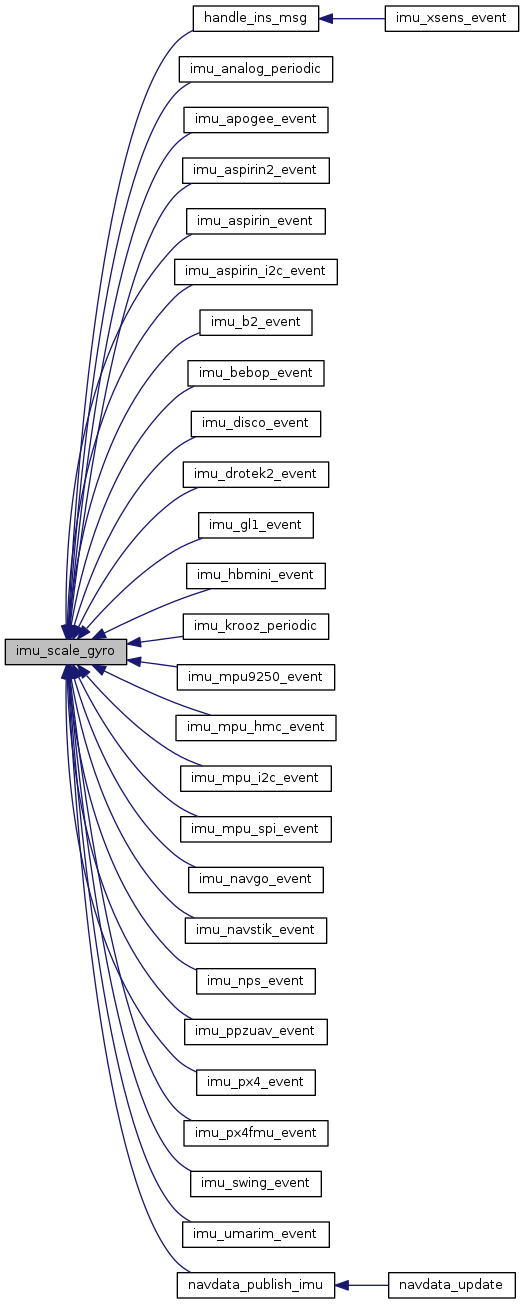 handle_ins_msg
imu_xsens_event
imu_analog_periodic
imu_apogee_event
imu_aspirin2_event
imu_aspirin_event
imu_aspirin_i2c_event
imu_b2_event
imu_bebop_event
imu_disco_event
imu_drotek2_event
imu_gl1_event
imu_hbmini_event
imu_krooz_periodic
imu_scale_gyro
imu_mpu9250_event
imu_mpu_hmc_event
imu_mpu_i2c_event
imu_mpu_spi_event
imu_navgo_event
imu_navstik_event
imu_nps_event
imu_ppzuav_event
imu_px4_event
imu_px4fmu_event
imu_swing_event
imu_umarim_event
navdata_publish_imu
navdata_update